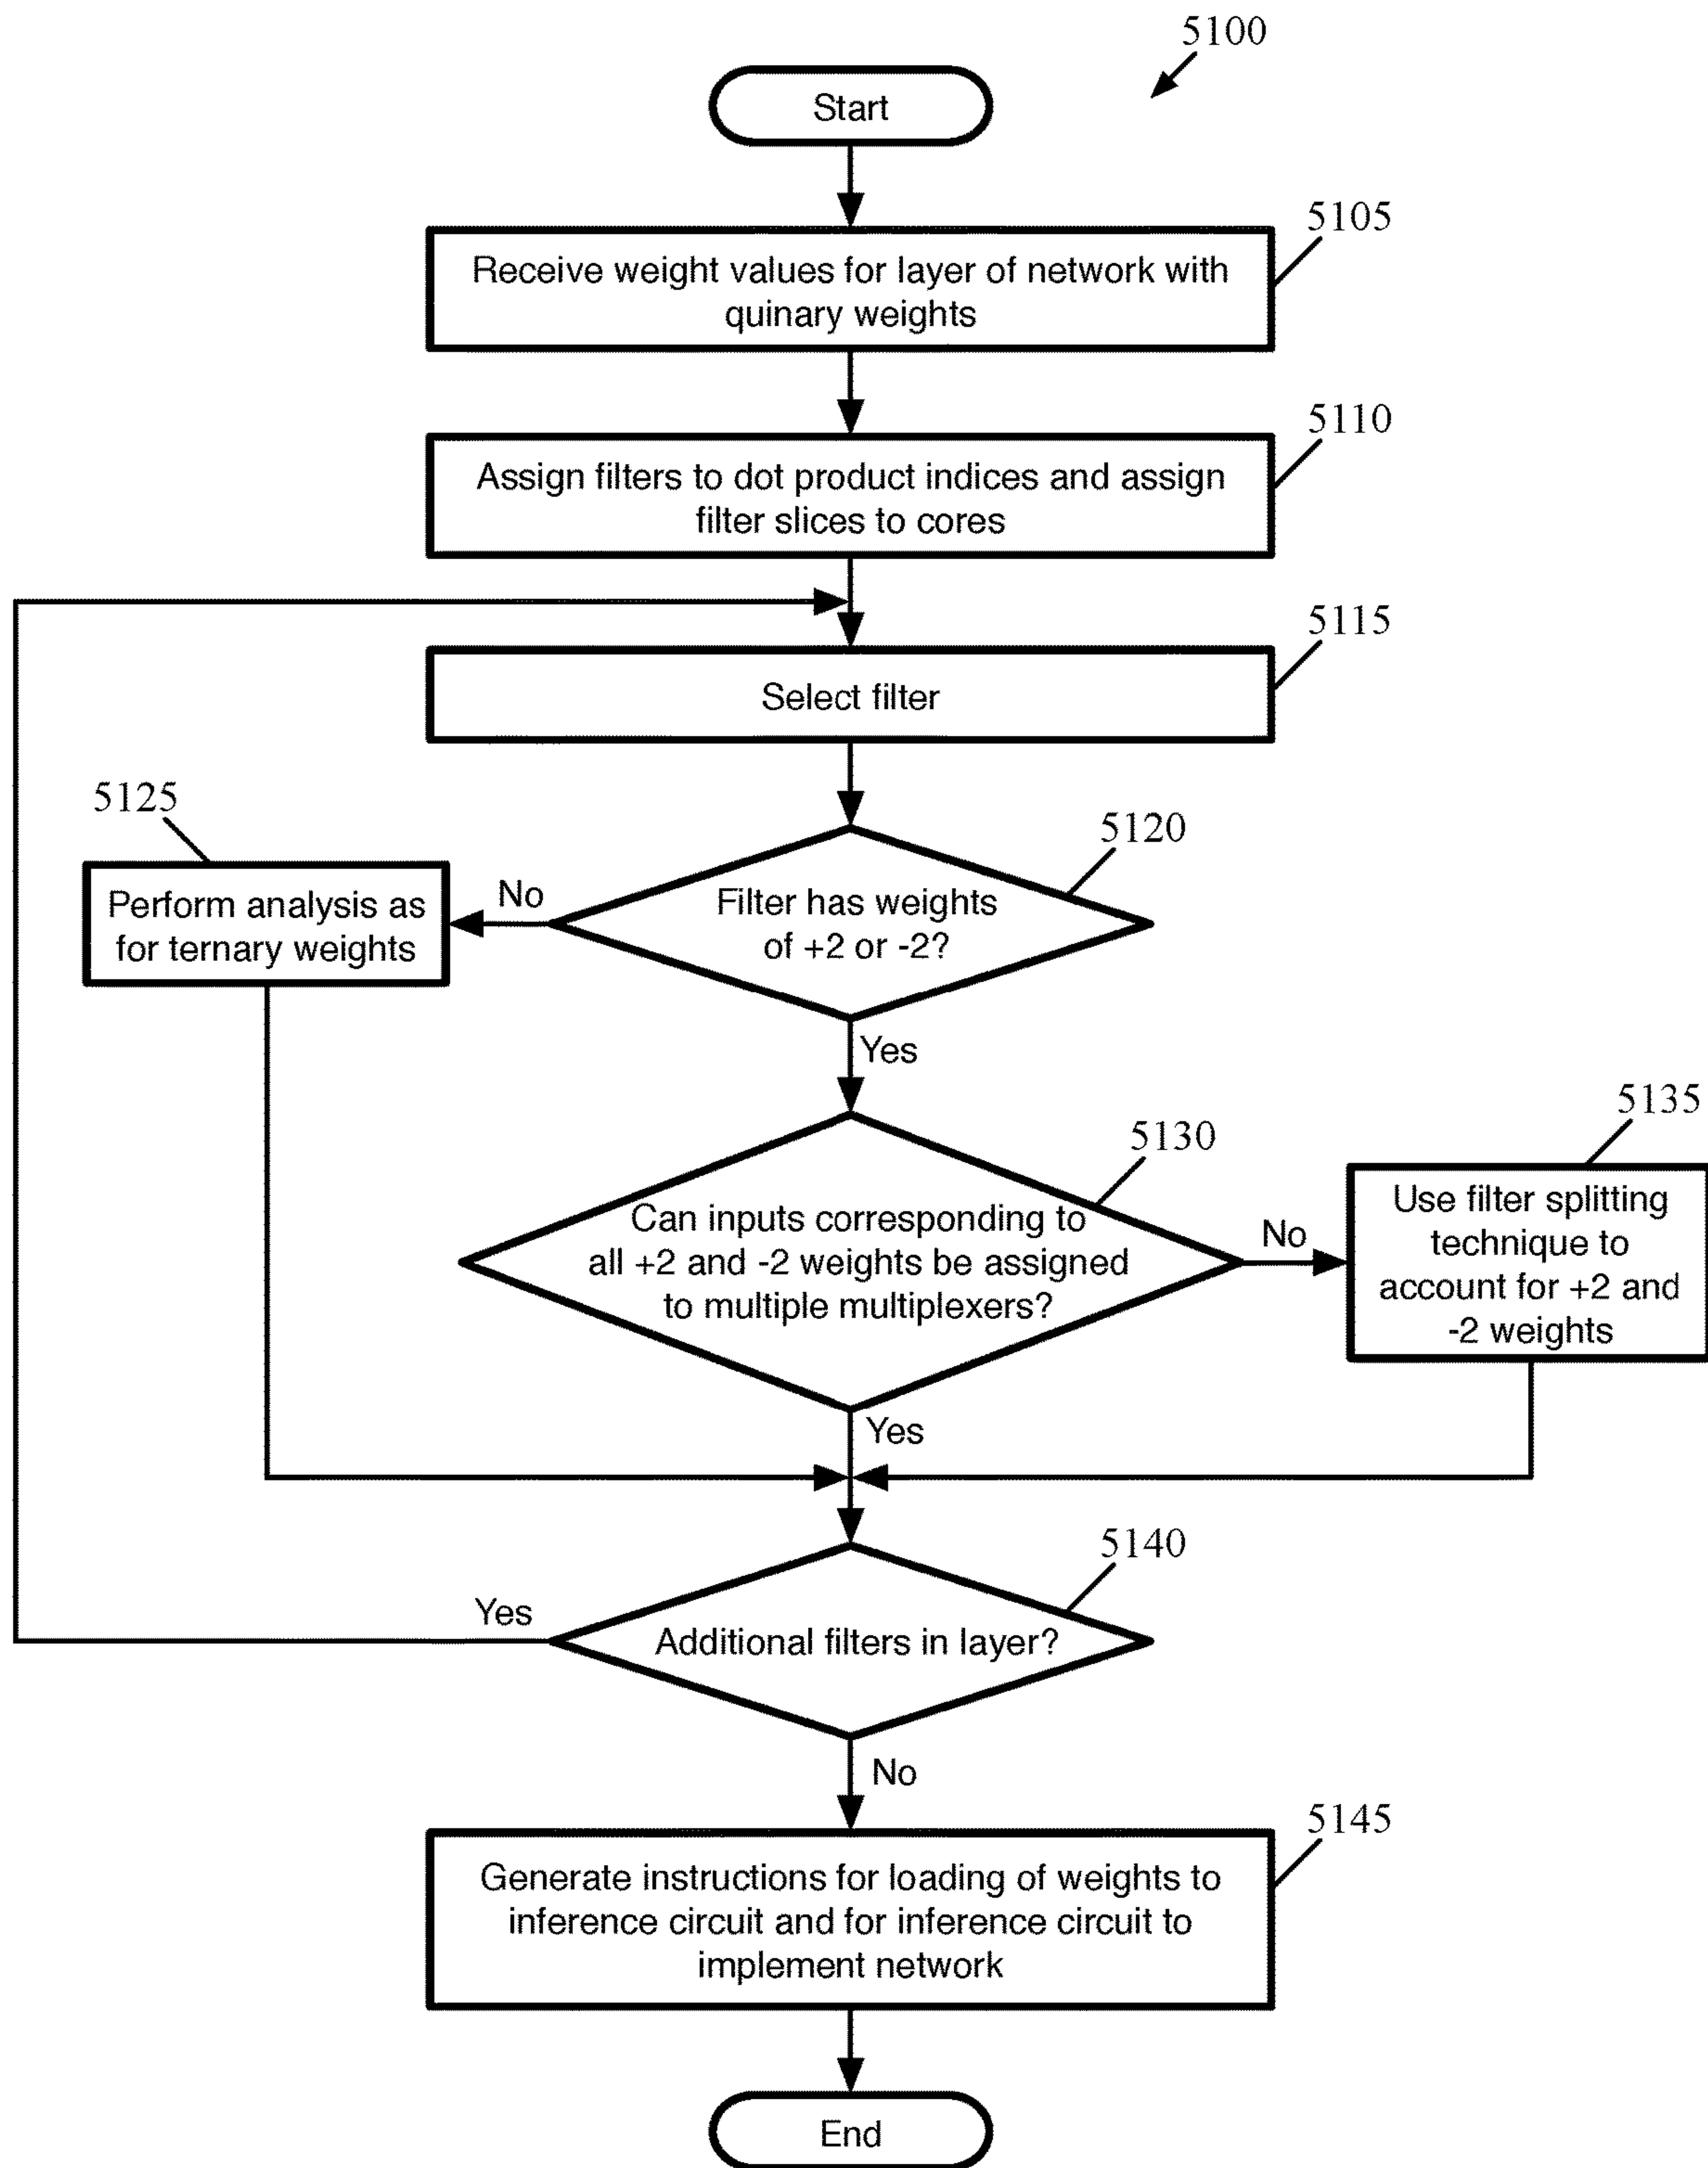 5100
Start
5105
Receive weight values for layer of network with
quinary weights
5110
Assign filters to dot product indices and assign
filter slices to cores
5115
Select filter
5125
Perform analysis as
for ternary weights
No
5120
Filter has weights
of +2 or -2?
Yes
5130
Can inputs corresponding to
all +2 and -2 weights be assigned
to multiple multiplexers?
No
5135
Use filter splitting
technique to
account for +2 and
-2 weights
Yes
5140
Yes
Additional filters in layer?
No
5145
Generate instructions for loading of weights to
inference circuit and for inference circuit to
implement network
End